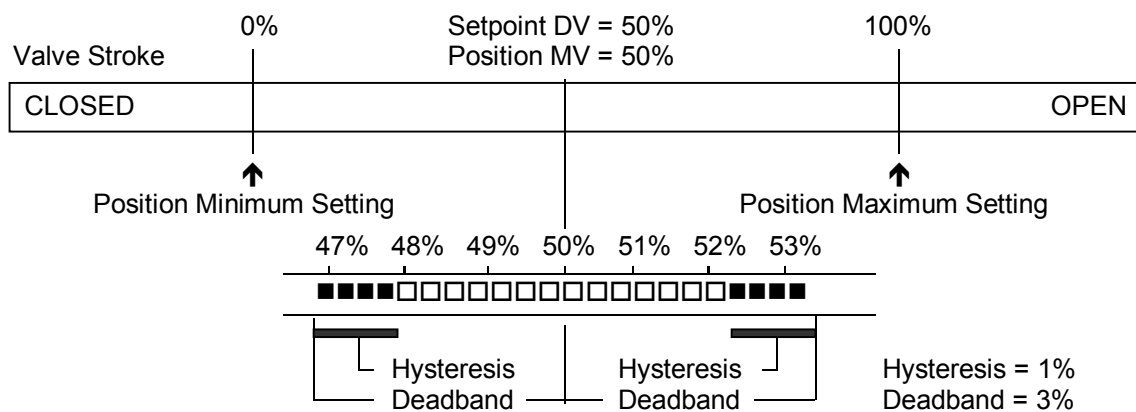 0% Setpoint DV = 50% 100%
Valve Stroke Position MV = 50%
CLOSED OPEN
Position Minimum Setting Position Maximum Setting
47% 48% 49% 50% 51% 52% 53%
Hysteresis Hysteresis Hysteresis = 1%
Deadband Deadband Deadband = 3%